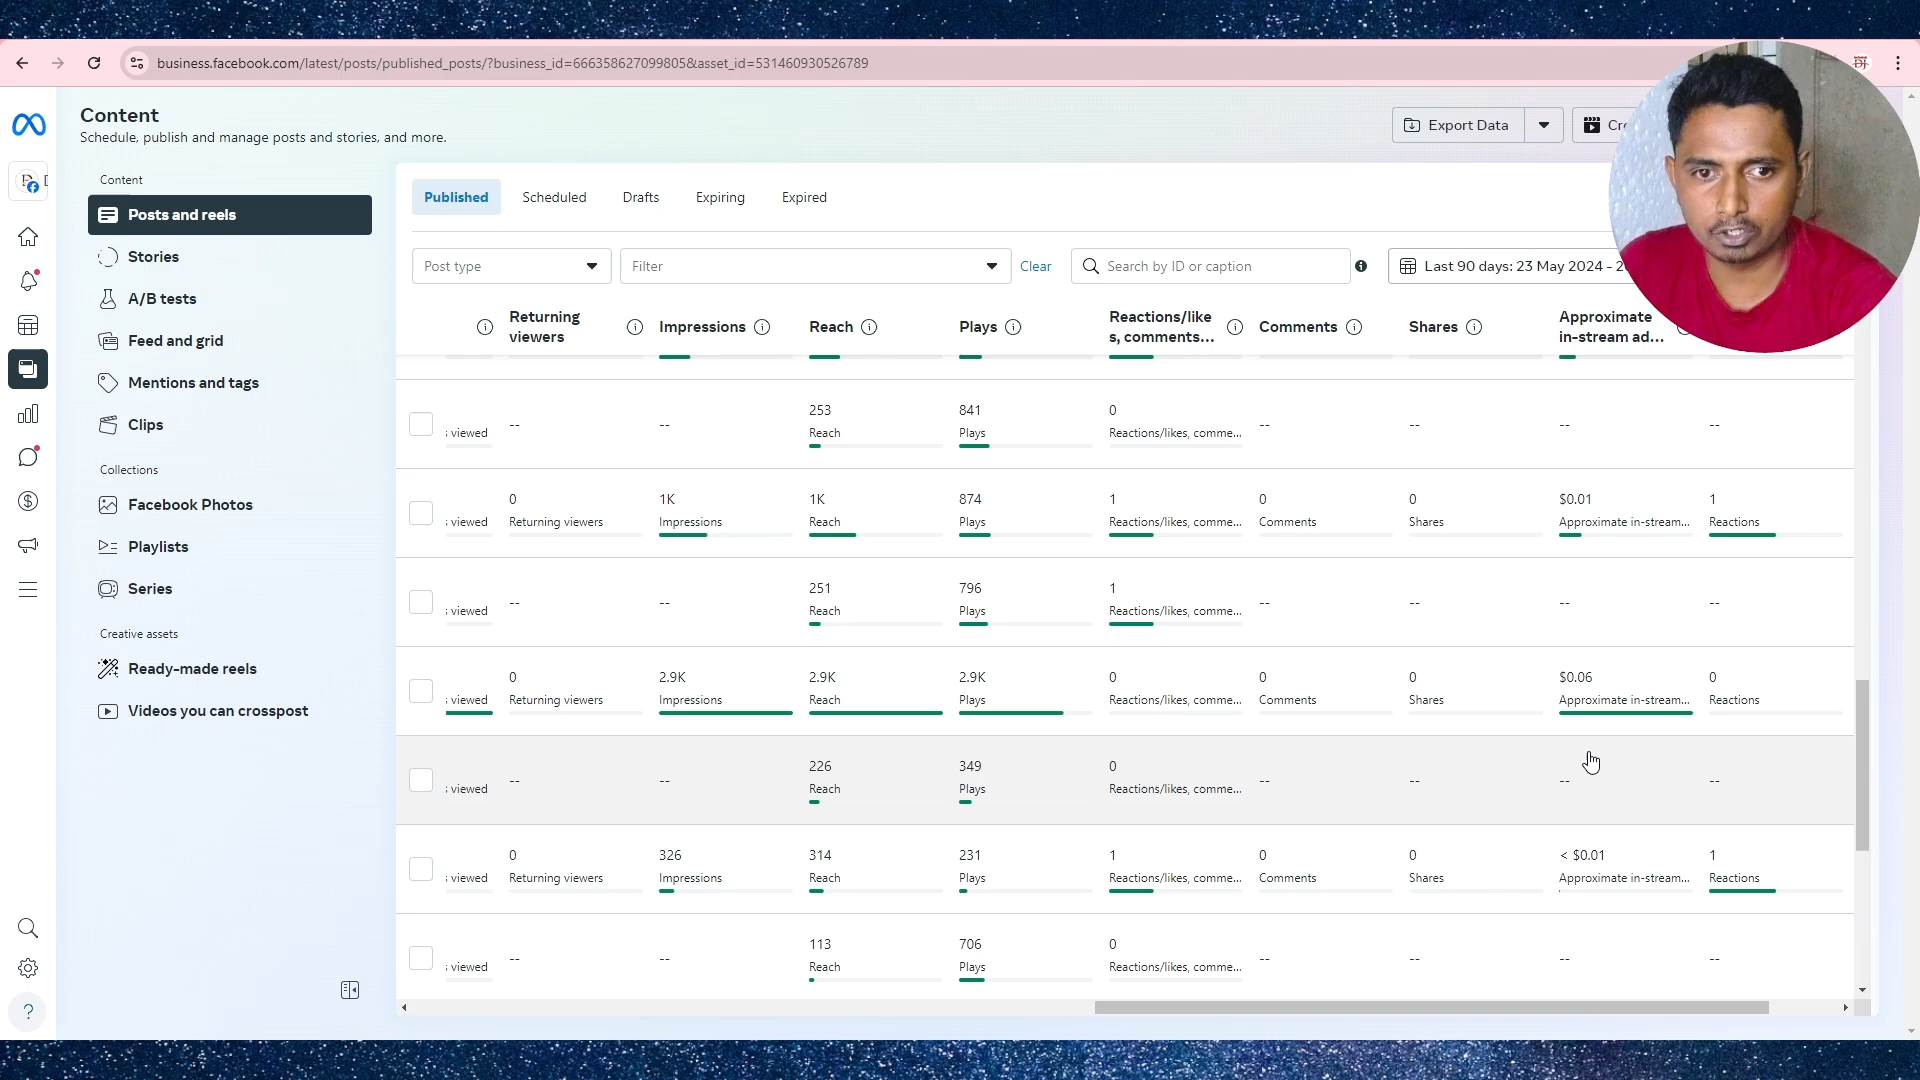 business.facebook.com/latest/posts/published_posts/?business_id=666358627099805&asset_id=531460930526789
Content
Schedule, publish and manage posts and stories, and more.
Export Data
Content
Posts and reels
Stories
A/B tests
Feed and grid
Mentions and tags
Clips
Collections
Facebook Photos
Playlists
Series
Creative assets
Ready-made reels
Videos you can crosspost
Published Scheduled Drafts Expiring Expired
Post type Filter Clear Search by ID or caption Last 90 days: 23 May 2024 -
Returning viewers Impressions Reach Plays Reactions/like s, comments... Comments Shares Approximate in-stream ad...
253 841 0
viewed -- -- Reach Plays Reactions/likes, comme... -- -- -- --
0 1K 1K 874 1 0 0 $0.01 1
viewed Returning viewers Impressions Reach Plays Reactions/likes, comme... Comments Shares Approximate in-stream... Reactions
251 796 1
viewed -- -- Reach Plays Reactions/likes, comme... -- -- -- --
0 2.9K 2.9K 2.9K 0 0 0 $0.06 0
viewed Returning viewers Impressions Reach Plays Reactions/likes, comme... Comments Shares Approximate in-stream... Reactions
226 349 0
viewed -- -- Reach Plays Reactions/likes, comme... -- -- -- --
0 326 314 231 1 0 0 < $0.01 1
viewed Returning viewers Impressions Reach Plays Reactions/likes, comme... Comments Shares Approximate in-stream... Reactions
113 706 0
viewed -- -- Reach Plays Reactions/likes, comme... -- -- -- --